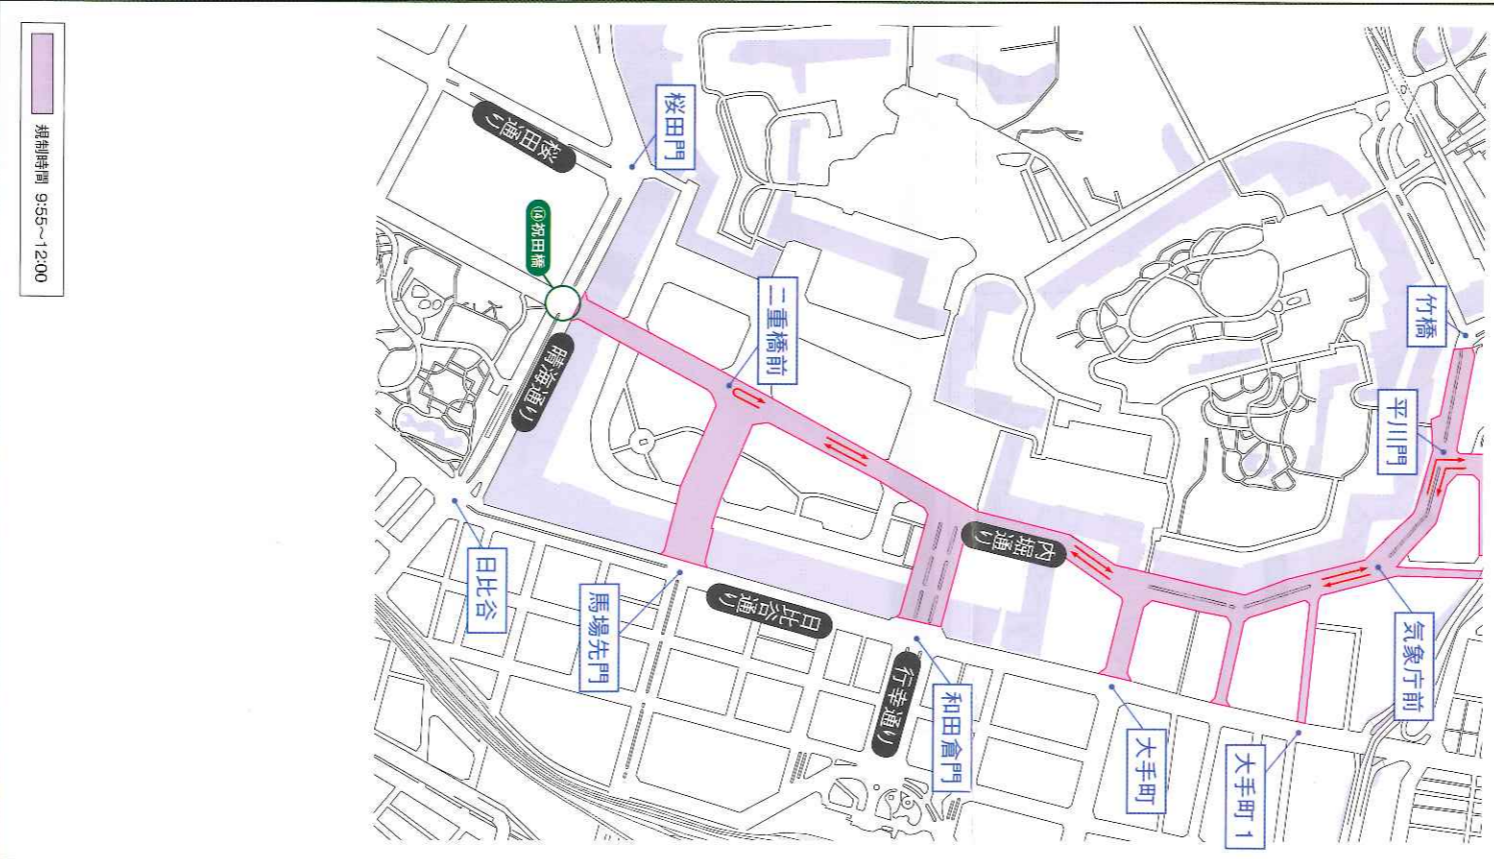 規制時間 9:55～12:00
桜田門
桜田通り
⑭祝田橋
晴海通り
二重橋前
日比谷
馬場先門
日比谷通り
行幸通り
和田倉門
内堀通り
大手町
大手町1
気象庁前
平川門
竹橋